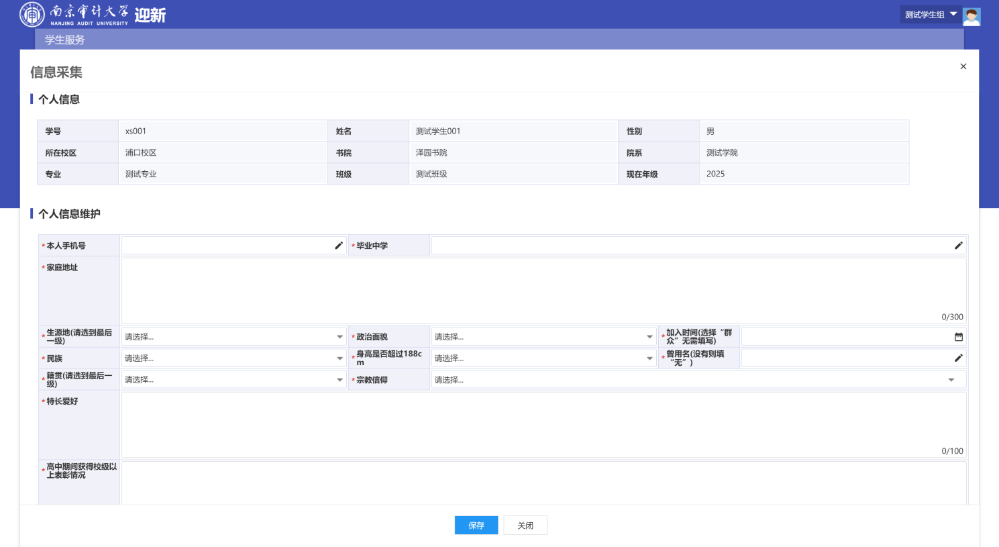 南京审计大学 迎新
NANJING AUDIT UNIVERSITY
测试学生组
学生服务
信息采集
个人信息
学号 xs001 姓名 测试学生001 性别 男
所在校区 浦口校区 书院 泽园书院 院系 测试学院
专业 测试专业 班级 测试班级 现在年级 2025
个人信息维护
* 本人手机号 * 毕业中学
* 家庭地址
0/300
* 生源地(请选到最后一级) 请选择... * 政治面貌 请选择... * 加入时间(选择“群众”无需填写)
* 民族 请选择... * 身高是否超过188cm 请选择... * 曾用名(没有则填“无”)
* 籍贯(请选到最后一级) 请选择... * 宗教信仰 请选择...
* 特长爱好
0/100
* 高中期间获得校级以上表彰情况
保存 关闭